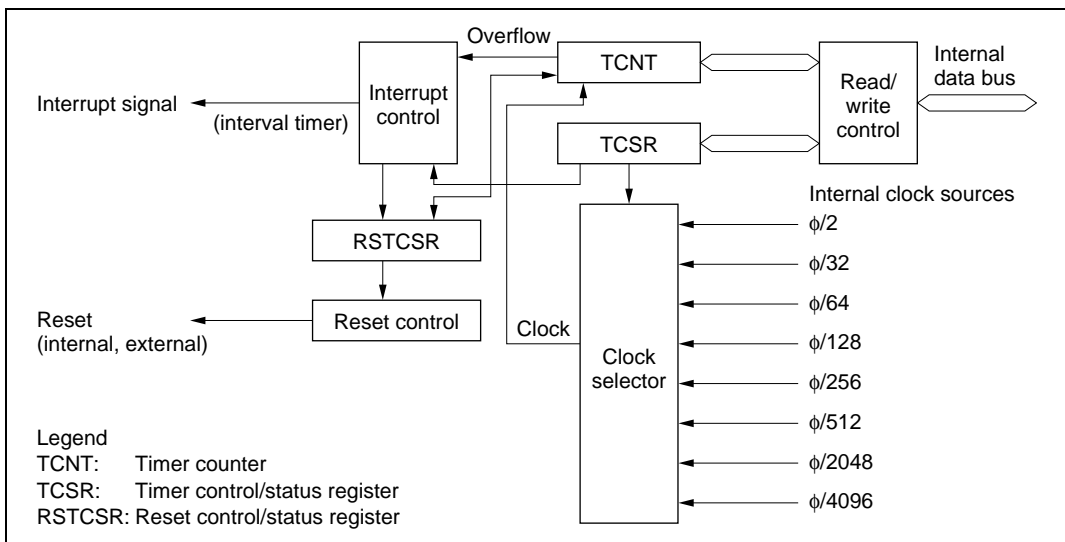 Overflow
TCNT
Read/
write
control
Internal
data bus
Interrupt signal
(interval timer)
Interrupt
control
TCSR
Internal clock sources
RSTCSR
ϕ/2
ϕ/32
ϕ/64
Reset
(internal, external)
Reset control
Clock
Clock
selector
ϕ/128
ϕ/256
ϕ/512
ϕ/2048
ϕ/4096
Legend
TCNT: Timer counter
TCSR: Timer control/status register
RSTCSR: Reset control/status register